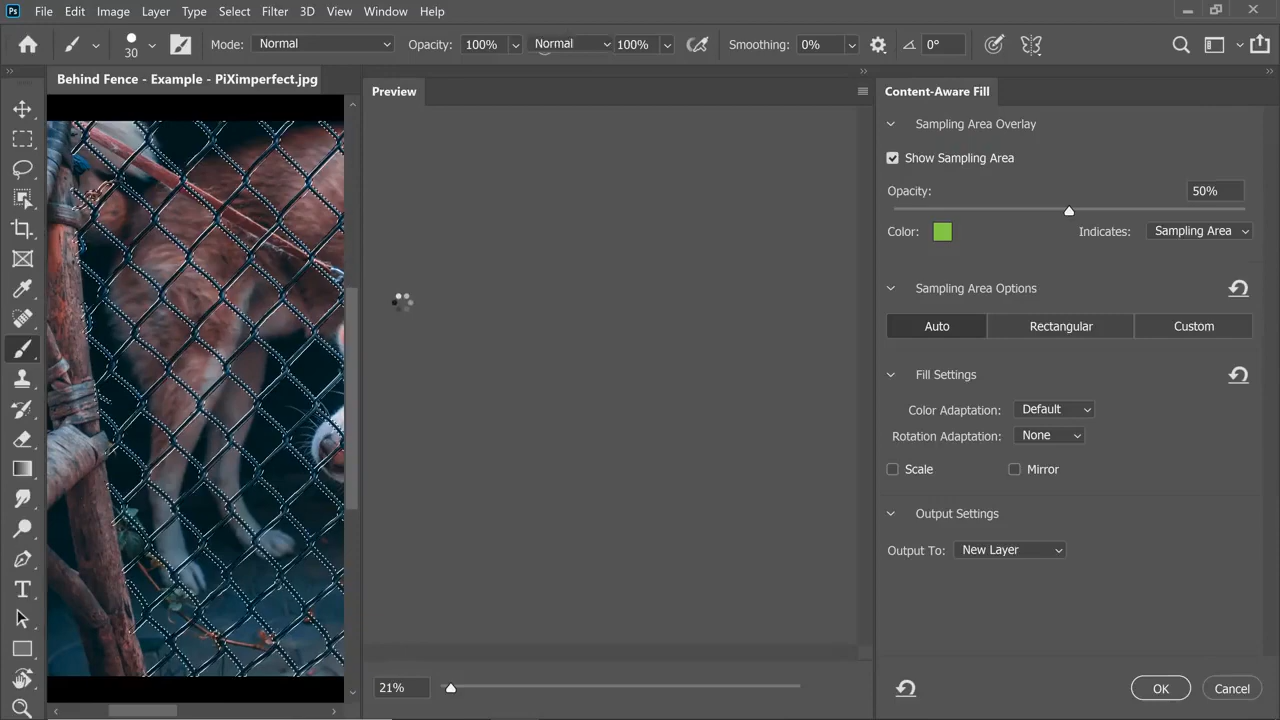 Ps File Edit Image Layer Type Select Filter 3D View Window Help
30 Mode: Normal Opacity: 100% Normal 100% Smoothing: 0% 0°
Behind Fence - Example - PiXimperfect.jpg
Preview
Content-Aware Fill
Sampling Area Overlay
Show Sampling Area
Opacity: 50%
Color: Indicates: Sampling Area
Sampling Area Options
Auto Rectangular Custom
Fill Settings
Color Adaptation: Default
Rotation Adaptation: None
Scale Mirror
Output Settings
Output To: New Layer
T
21%
OK Cancel